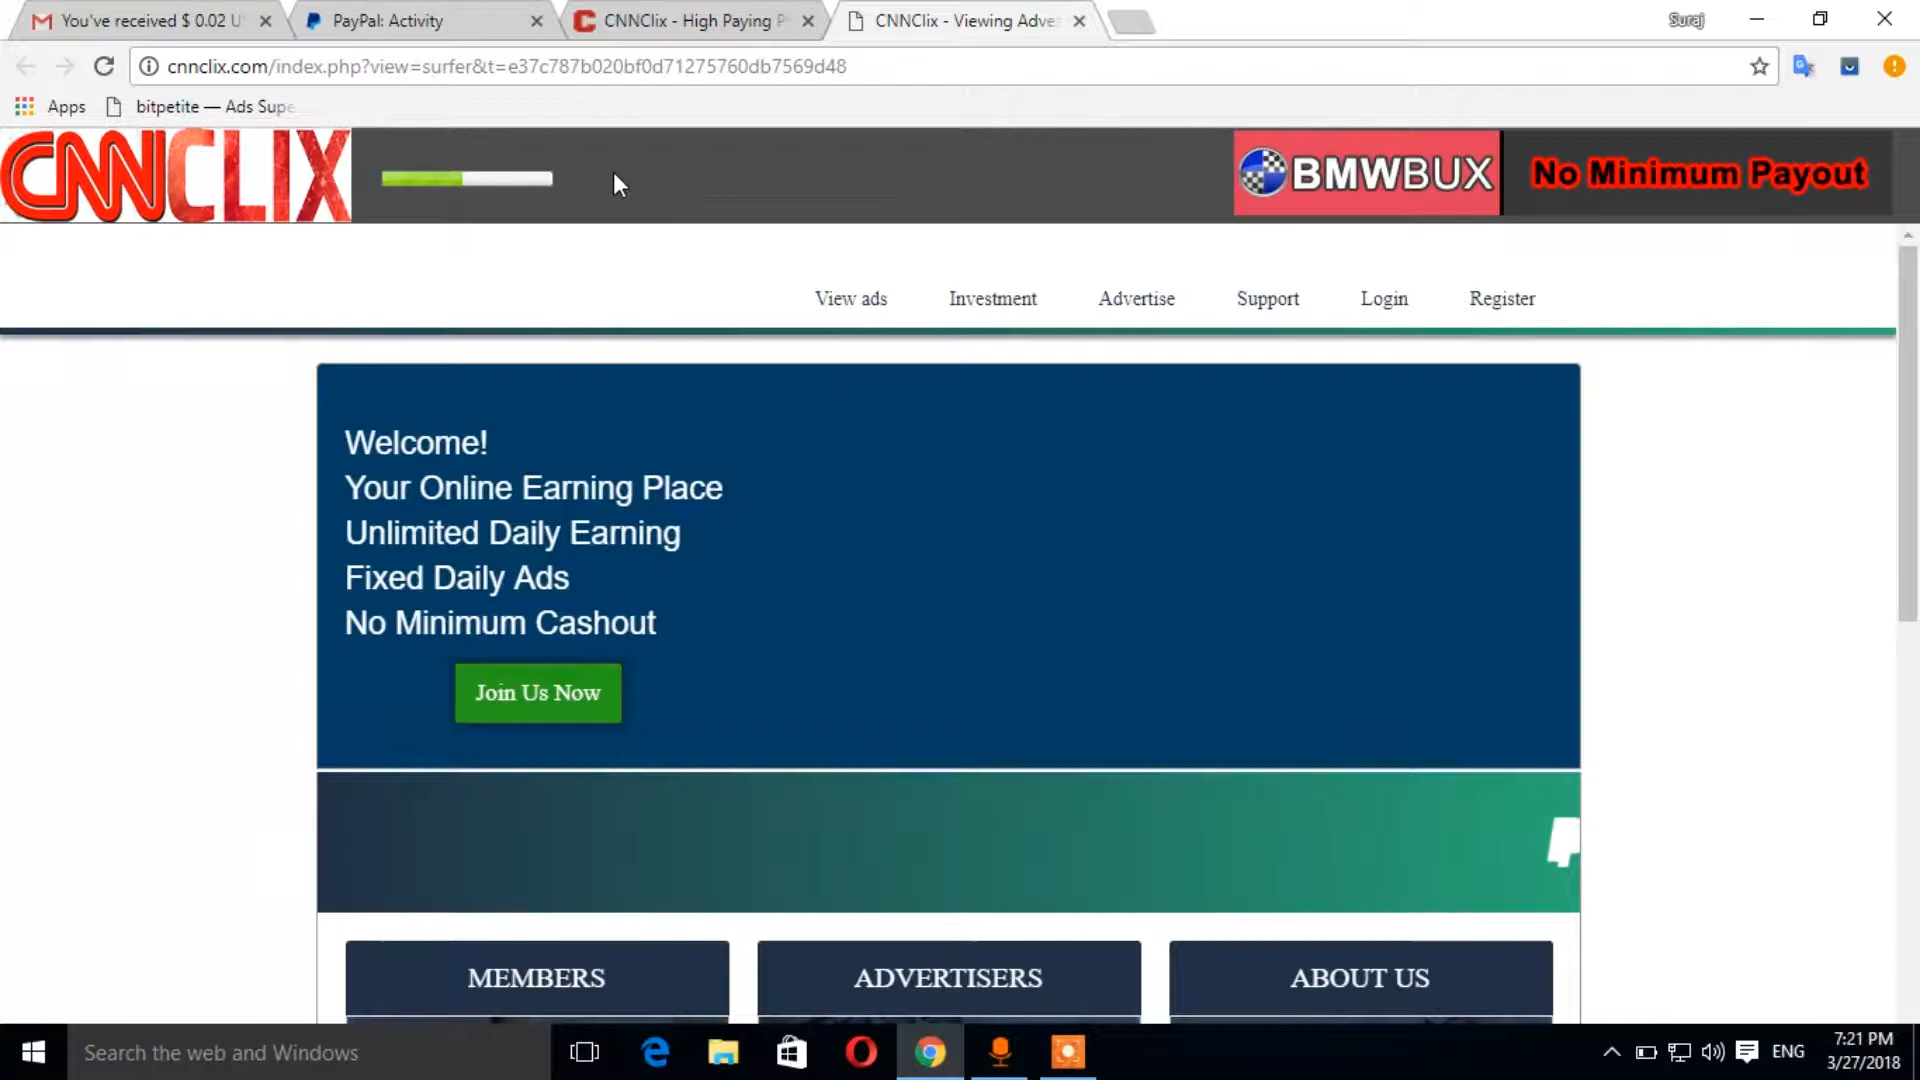 You've received $ 0.02 U
PayPal: Activity
CNNClix - High Paying P
CNNClix - Viewing Adve
Suraj
cnnclix.com/index.php?view=surfer&t=e37c787b020bf0d71275760db7569d48
Apps
bitpetite — Ads Supe
CNNCLIX
BMWBUX
No Minimum Payout
View ads
Investment
Advertise
Support
Login
Register
Welcome!
Your Online Earning Place
Unlimited Daily Earning
Fixed Daily Ads
No Minimum Cashout
Join Us Now
MEMBERS
ADVERTISERS
ABOUT US
Search the web and Windows
ENG
7:21 PM
3/27/2018